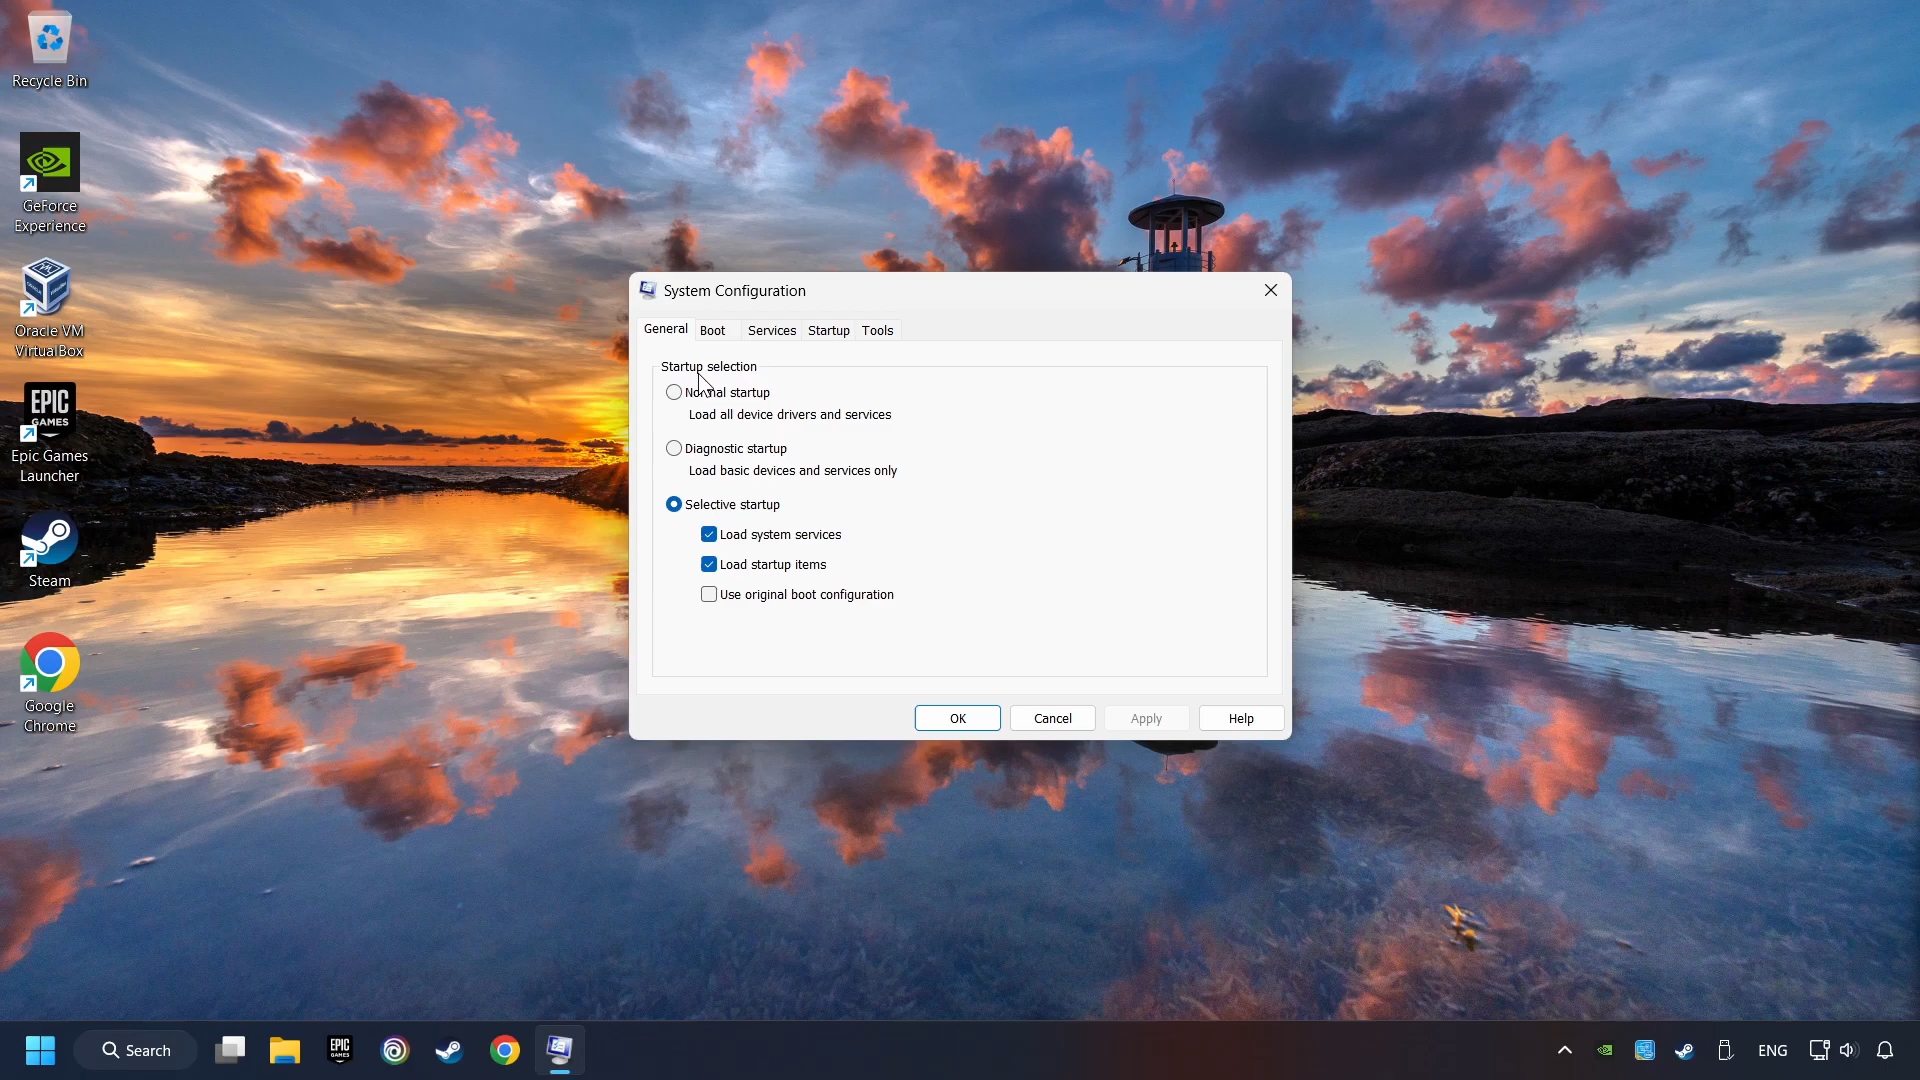 Recycle Bin
GeForce
Experience
Oracle VM
VirtualBox
EPIC
GAMES
Epic Games
Launcher
Steam
Google
Chrome
System Configuration
General Boot Services Startup Tools
Startup selection
Normal startup
Load all device drivers and services
Diagnostic startup
Load basic devices and services only
Selective startup
Load system services
Load startup items
Use original boot configuration
OK Cancel Apply Help
Search
EPIC
GAMES
ENG